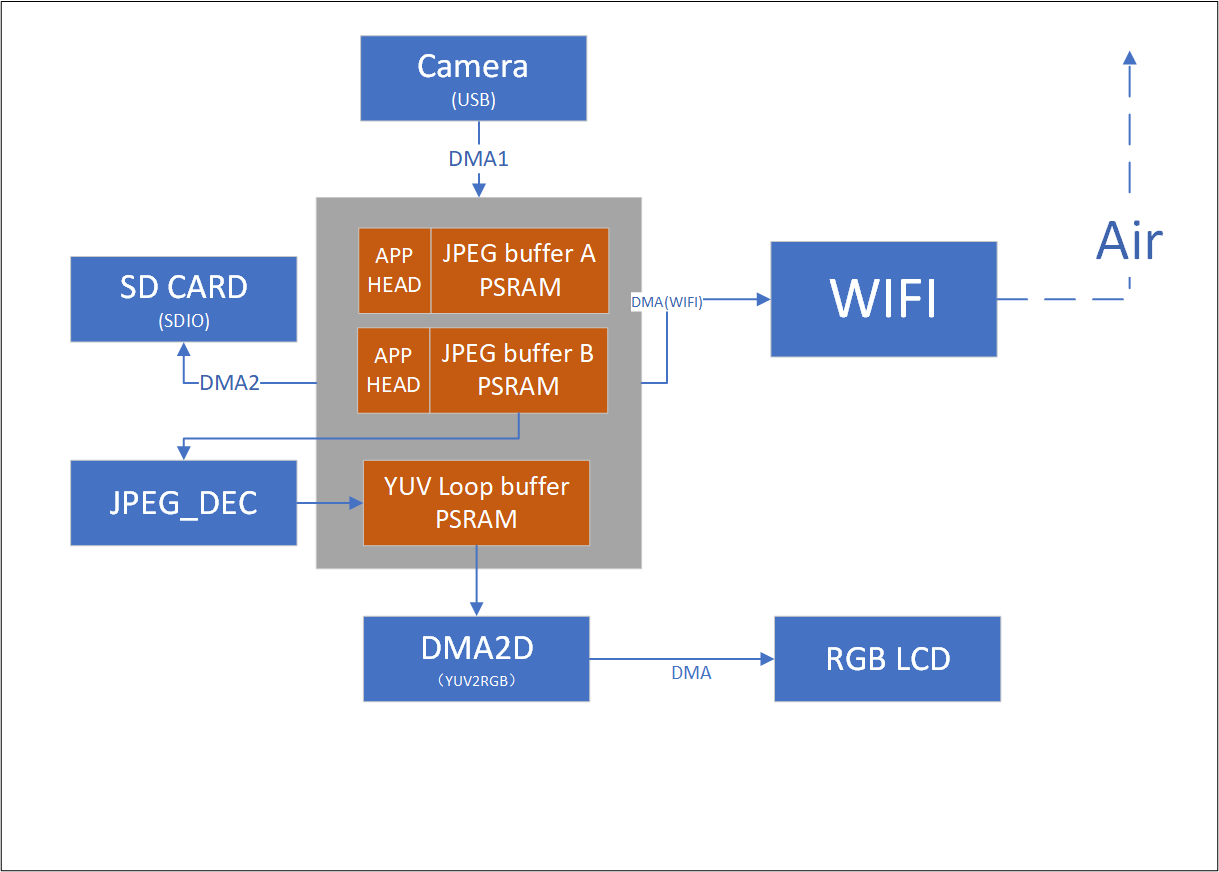 Camera
(USB)
DMA1
APP
HEAD
JPEG buffer A
PSRAM
SD CARD
(SDIO)
DMA2
APP
HEAD
JPEG buffer B
PSRAM
DMA(WIFI)
WIFI
Air
JPEG_DEC
YUV Loop buffer
PSRAM
DMA2D
（YUV2RGB）
DMA
RGB LCD